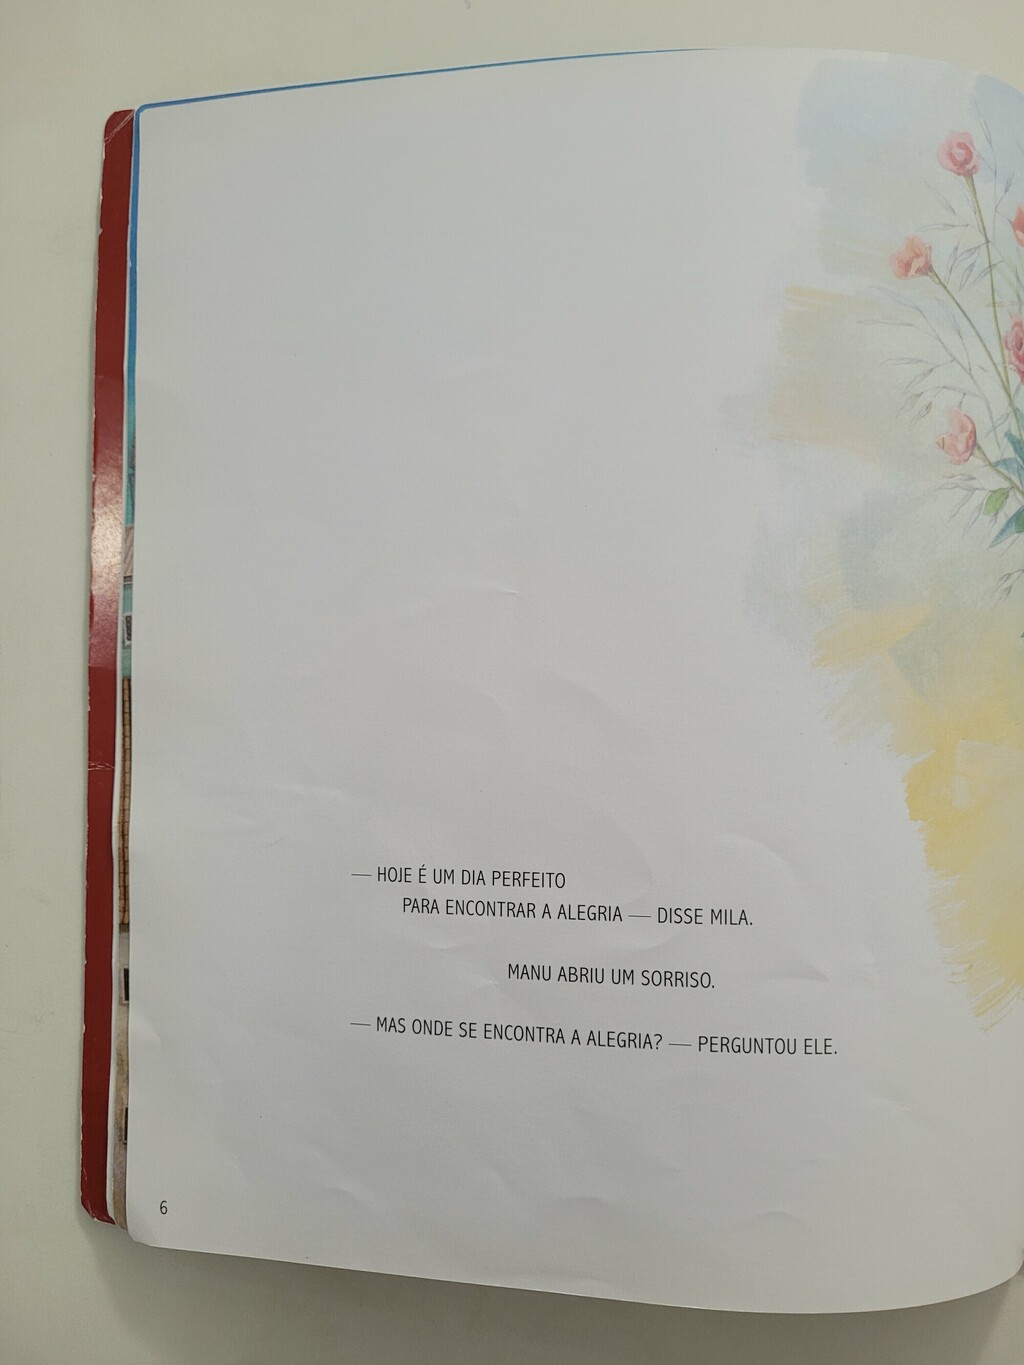 — HOJE É UM DIA PERFEITO
PARA ENCONTRAR A ALEGRIA — DISSE MILA.
MANU ABRIU UM SORRISO.
— MAS ONDE SE ENCONTRA A ALEGRIA? — PERGUNTOU ELE.
6